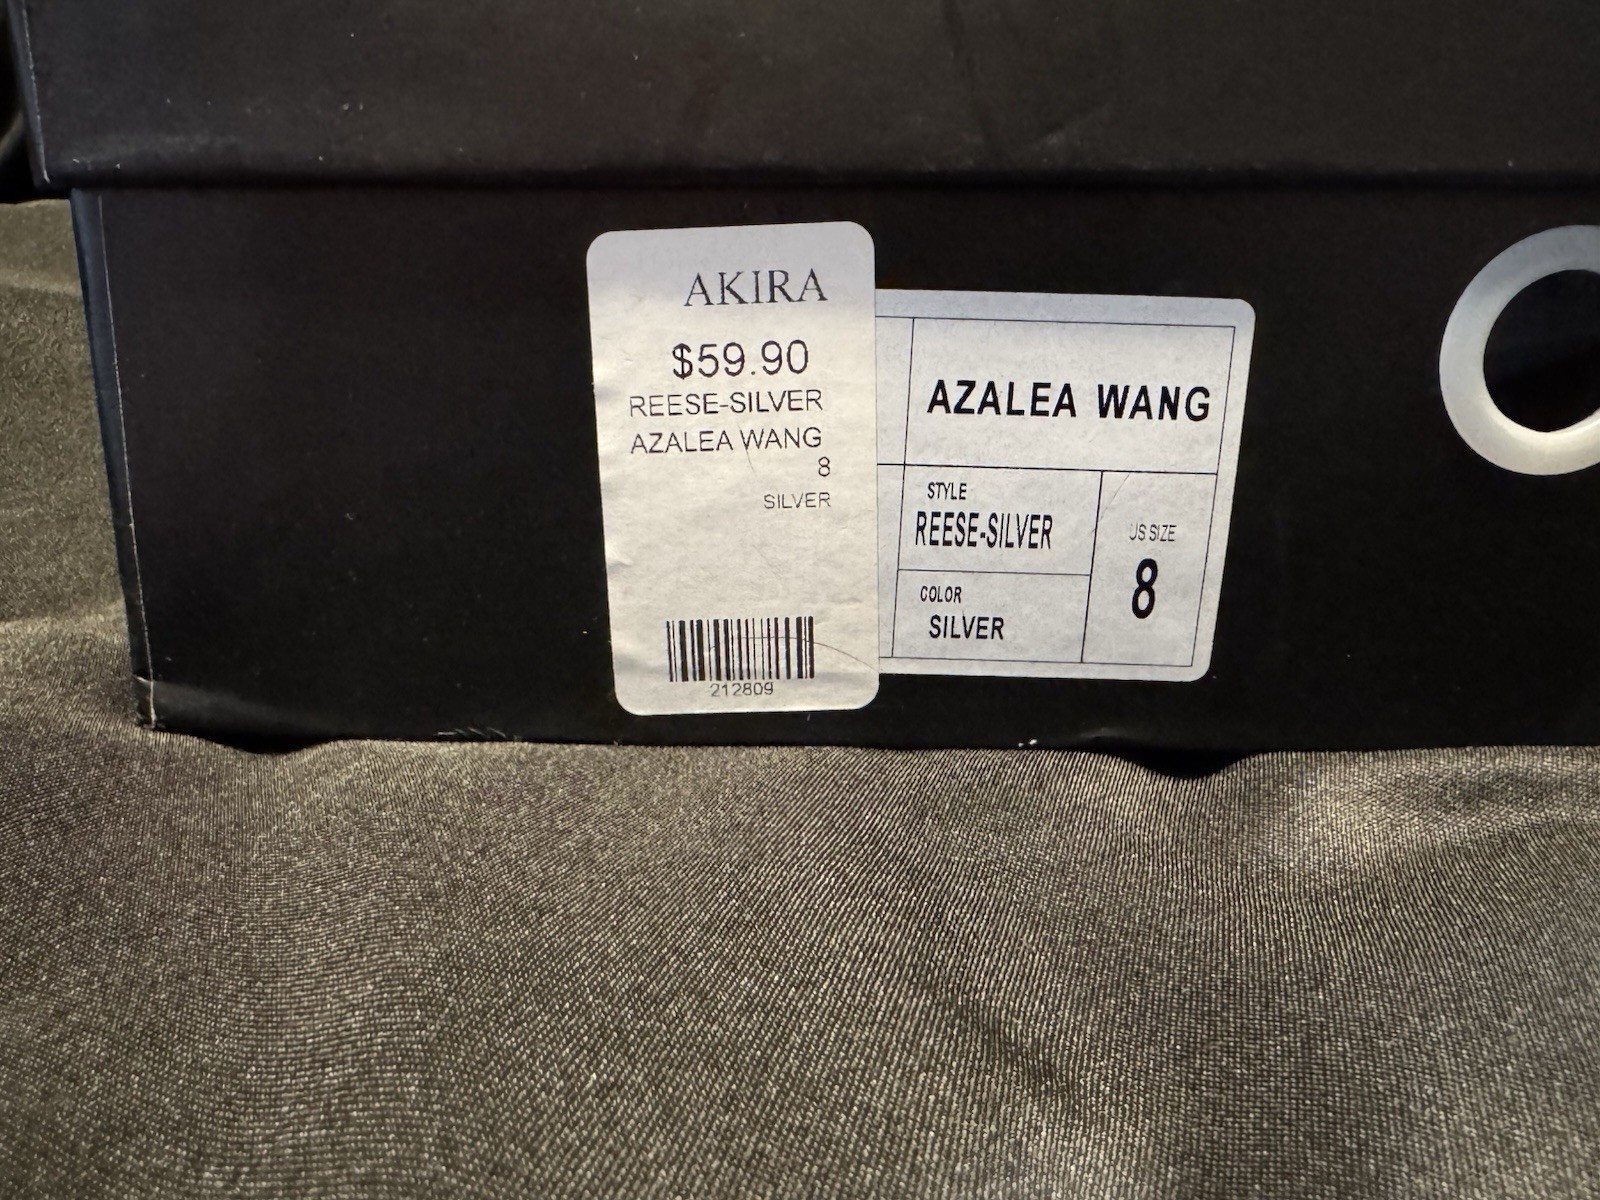 AKIRA
$59.90
REESE-SILVER
AZALEA WANG
8
SILVER
212809
AZALEA WANG
STYLE
REESE-SILVER
US SIZE
8
COLOR
SILVER